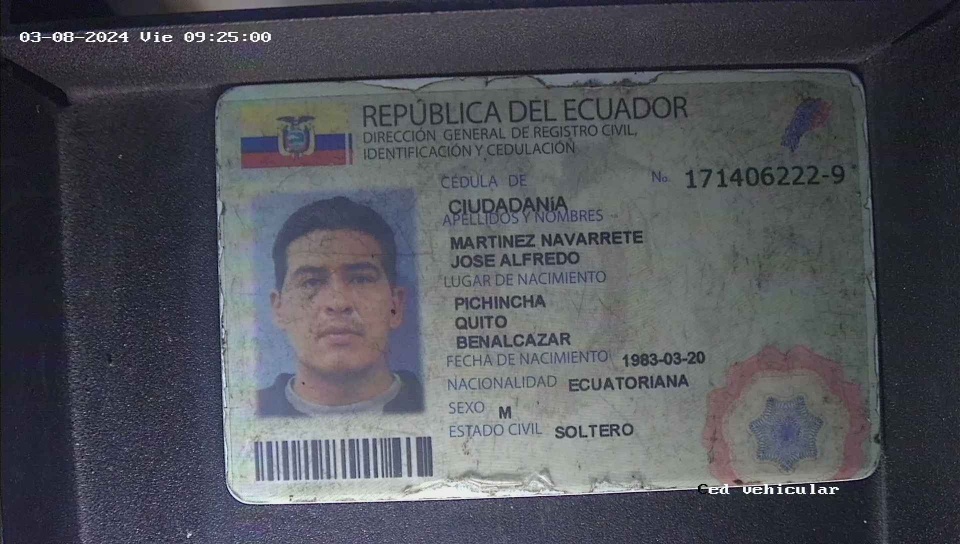 03-08-2024 Vie 09:25:00
REPÚBLICA DEL ECUADOR
DIRECCIÓN GENERAL DE REGISTRO CIVIL,
IDENTIFICACIÓN Y CEDULACIÓN
CÉDULA DE No. 171406222-9
CIUDADANíA
APELLIDOS Y NOMBRES
MARTINEZ NAVARRETE
JOSE ALFREDO
LUGAR DE NACIMIENTO
PICHINCHA
QUITO
BENALCAZAR
FECHA DE NACIMIENTO 1983-03-20
NACIONALIDAD ECUATORIANA
SEXO M
ESTADO CIVIL SOLTERO
Ced vehicular